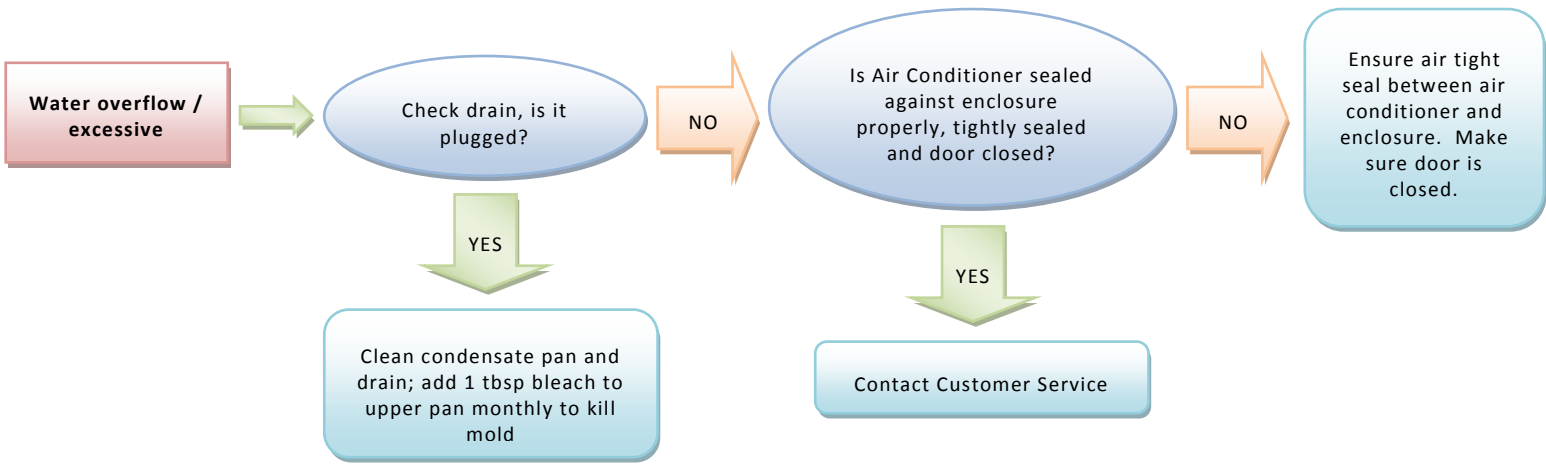 Water overflow /
excessive
Check drain, is it
plugged?
NO
Is Air Conditioner sealed
against enclosure
properly, tightly sealed
and door closed?
NO
Ensure air tight
seal between air
conditioner and
enclosure. Make
sure door is
closed.
YES
Clean condensate pan and
drain; add 1 tbsp bleach to
upper pan monthly to kill
mold
YES
Contact Customer Service